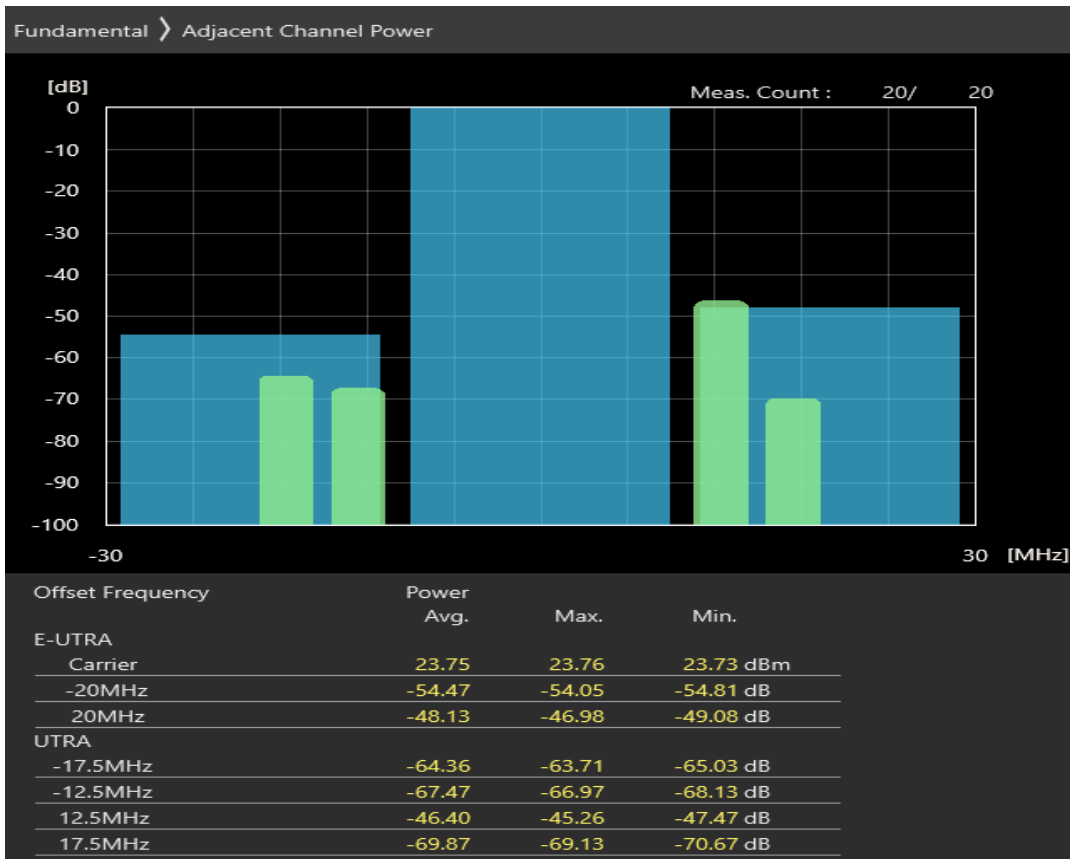 Fundamental 〉 Adjacent Channel Power
[dB]
Meas. Count : 20/ 20
0
-10
-20
-30
-40
-50
-60
-70
-80
-90
-100
-30 30 [MHz]
Offset Frequency Power
Avg. Max. Min.
E-UTRA
Carrier 23.75 23.76 23.73 dBm
-20MHz -54.47 -54.05 -54.81 dB
20MHz -48.13 -46.98 -49.08 dB
UTRA
-17.5MHz -64.36 -63.71 -65.03 dB
-12.5MHz -67.47 -66.97 -68.13 dB
12.5MHz -46.40 -45.26 -47.47 dB
17.5MHz -69.87 -69.13 -70.67 dB